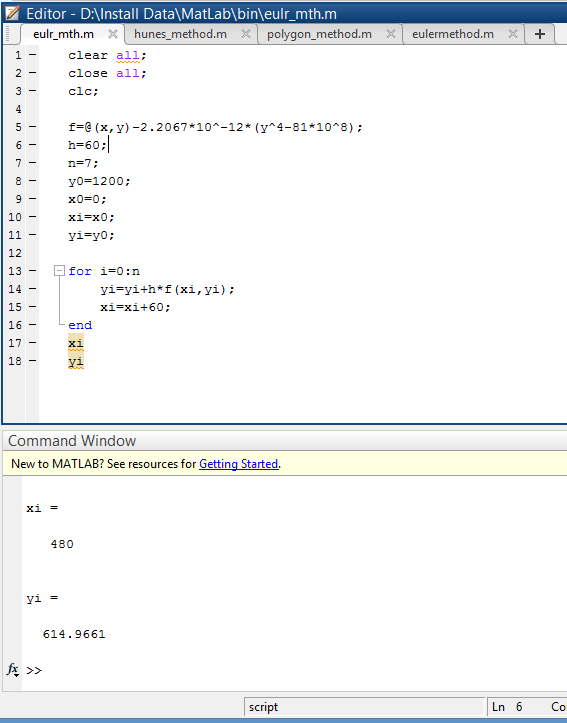 Editor - D:\Install Data\MatLab\bin\eulr_mth.m
eulr_mth.m hunes_method.m polygon_method.m eulermethod.m +
1 - clear all;
2 - close all;
3 - clc;
4
5 - f=@(x,y)-2.2067*10^-12*(y^4-81*10^8);
6 - h=60;
7 - n=7;
8 - y0=1200;
9 - x0=0;
10 - xi=x0;
11 - yi=y0;
12
13 - for i=0:n
14 - yi=yi+h*f(xi,yi);
15 - xi=xi+60;
16 - end
17 - xi
18 - yi
Command Window
New to MATLAB? See resources for Getting Started.
xi =
480
yi =
614.9661
fx >>
script Ln 6 Co